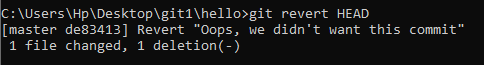 C:\Users\Hp\Desktop\git1\hello>git revert HEAD
[master de83413] Revert "Oops, we didn't want this commit"
 1 file changed, 1 deletion(-)